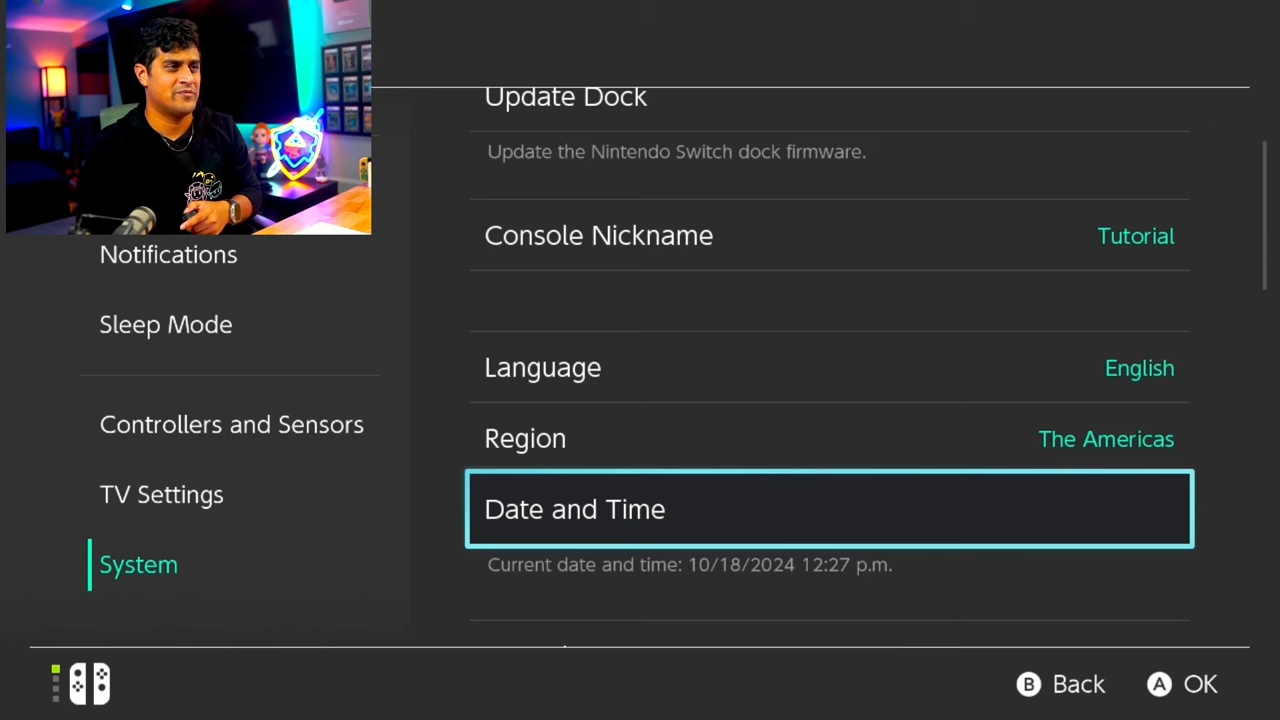 Update Dock
Update the Nintendo Switch dock firmware.
Console Nickname Tutorial
Language English
Region The Americas
Date and Time
Current date and time: 10/18/2024 12:27 p.m.
Notifications
Sleep Mode
Controllers and Sensors
TV Settings
System
B Back A OK